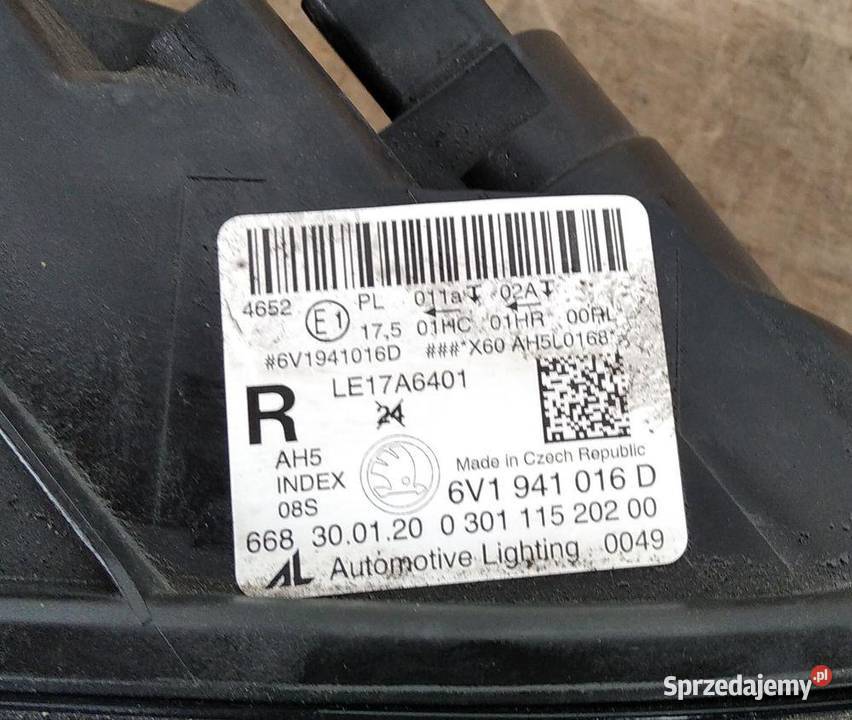 4652 E1 PL 011a 02A
17,5 01HC 01HR 00RL
#6V1941016D ###*X60 AH5L0168*
R LE17A6401
24
AH5
INDEX
08S
Made in Czech Republic
6V1 941 016 D
668 30.01.20 0 301 115 202 00
AL Automotive Lighting 0049
Sprzedajemy.pl